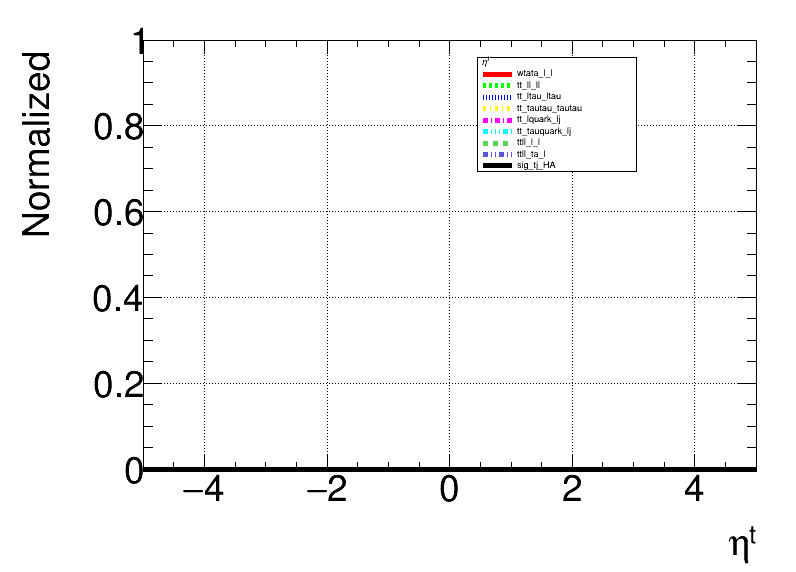 1
0.8
0.6
0.4
0.2
0
Normalized
η^t
wtata_l_l
tt_ll_ll
tt_ltau_ltau
tt_tautau_tautau
tt_lquark_lj
tt_tauquark_lj
ttll_l_l
ttll_ta_l
sig_tj_HA
−4 −2 0 2 4
η^t